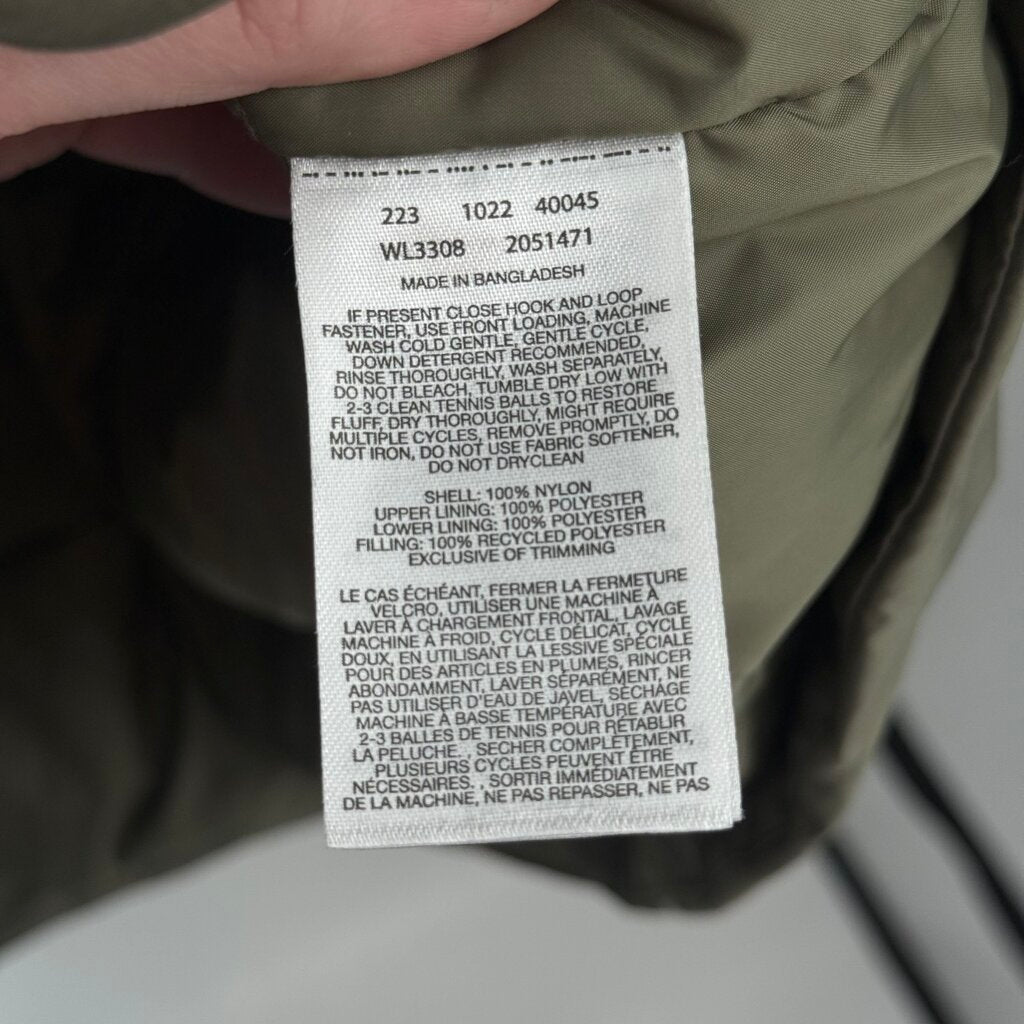 223 1022 40045
WL3308 2051471
MADE IN BANGLADESH
IF PRESENT CLOSE HOOK AND LOOP
FASTENER, USE FRONT LOADING, MACHINE
WASH COLD GENTLE, GENTLE CYCLE,
DOWN DETERGENT RECOMMENDED,
RINSE THOROUGHLY, WASH SEPARATELY,
DO NOT BLEACH, TUMBLE DRY LOW WITH
2-3 CLEAN TENNIS BALLS TO RESTORE
FLUFF, DRY THOROUGHLY, MIGHT REQUIRE
MULTIPLE CYCLES, REMOVE PROMPTLY, DO
NOT IRON, DO NOT USE FABRIC SOFTENER,
DO NOT DRYCLEAN
SHELL: 100% NYLON
UPPER LINING: 100% POLYESTER
LOWER LINING: 100% POLYESTER
FILLING: 100% RECYCLED POLYESTER
EXCLUSIVE OF TRIMMING
LE CAS ÉCHÉANT, FERMER LA FERMETURE
VELCRO, UTILISER UNE MACHINE À
LAVER À CHARGEMENT FRONTAL, LAVAGE
MACHINE À FROID, CYCLE DÉLICAT, CYCLE
DOUX, EN UTILISANT LA LESSIVE SPÉCIALE
POUR DES ARTICLES EN PLUMES, RINCER
ABONDAMMENT, LAVER SÉPARÉMENT, NE
PAS UTILISER D'EAU DE JAVEL, SÉCHAGE
MACHINE À BASSE TEMPÉRATURE AVEC
2-3 BALLES DE TENNIS POUR RÉTABLIR
LA PELUCHE. , SECHER COMPLÈTEMENT,
PLUSIEURS CYCLES PEUVENT ÊTRE
NÉCESSAIRES. , SORTIR IMMÉDIATEMENT
DE LA MACHINE, NE PAS REPASSER, NE PAS